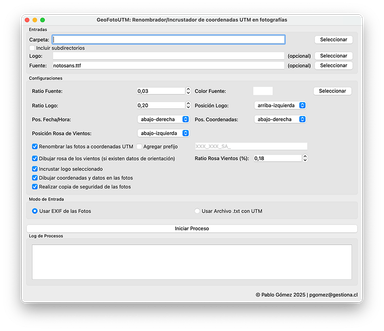 GeoFotoUTM: Renombrador/Incrustador de coordenadas UTM en fotografías
Entradas
Carpeta: Seleccionar
Incluir subdirectorios
Logo: (opcional) Seleccionar
Fuente: notosans.ttf (opcional) Seleccionar
Configuraciones
Ratio Fuente: 0,03 Color Fuente: Seleccionar
Ratio Logo: 0,20 Posición Logo: arriba-izquierda
Pos. Fecha/Hora: abajo-derecha Pos. Coordenadas: abajo-derecha
Posición Rosa de Vientos: abajo-izquierda
Renombrar las fotos a coordenadas UTM Agregar prefijo
Dibujar rosa de los vientos (si existen datos de orientación) Ratio Rosa Vientos (%): 0,18
Incrustar logo seleccionado
Dibujar coordenadas y datos en las fotos
Realizar copia de seguridad de las fotos
Modo de Entrada
Usar EXIF de las Fotos Usar Archivo .txt con UTM
Iniciar Proceso
Log de Procesos
© Pablo Gómez 2025 | pgomez@gestiona.cl